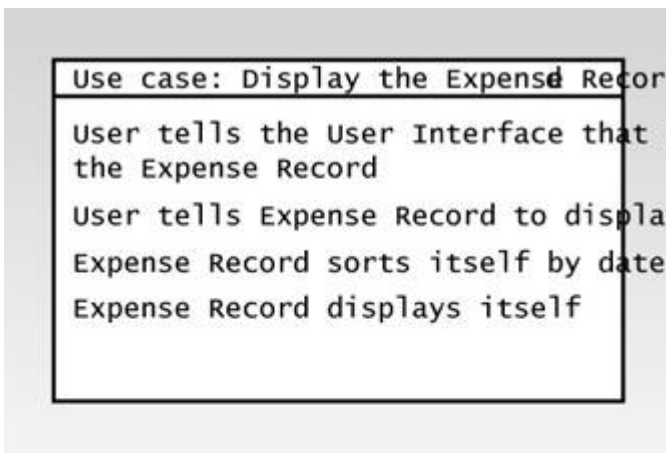 Use case: Display the Expense Recor
User tells the User Interface that
the Expense Record
User tells Expense Record to displa
Expense Record sorts itself by date
Expense Record displays itself